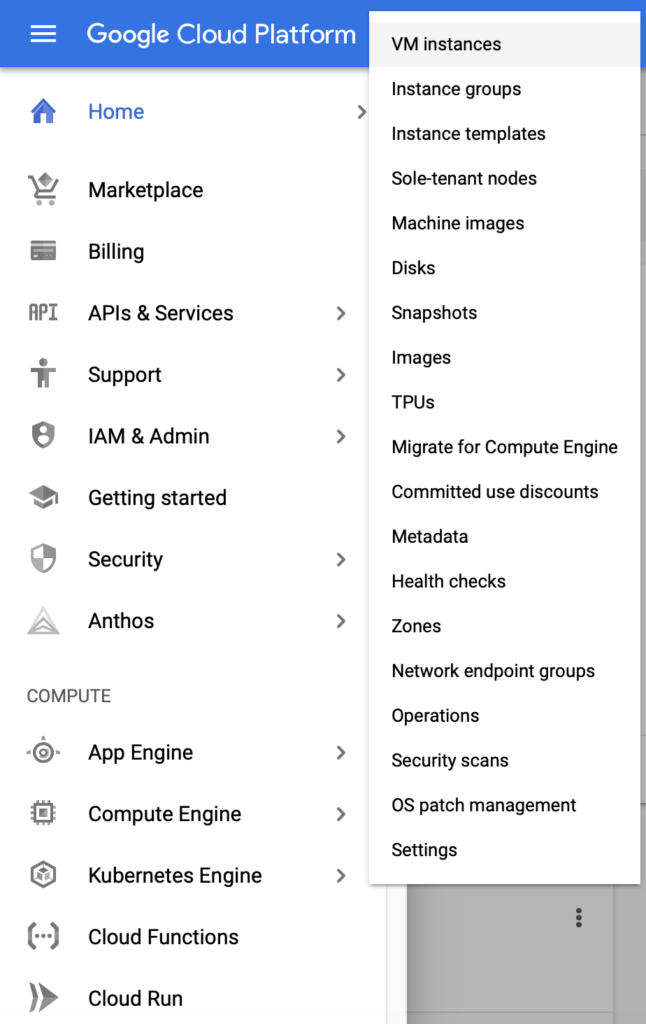 Google Cloud Platform
Home
Marketplace
Billing
API APIs & Services
Support
IAM & Admin
Getting started
Security
Anthos
COMPUTE
App Engine
Compute Engine
Kubernetes Engine
Cloud Functions
Cloud Run
VM instances
Instance groups
Instance templates
Sole-tenant nodes
Machine images
Disks
Snapshots
Images
TPUs
Migrate for Compute Engine
Committed use discounts
Metadata
Health checks
Zones
Network endpoint groups
Operations
Security scans
OS patch management
Settings